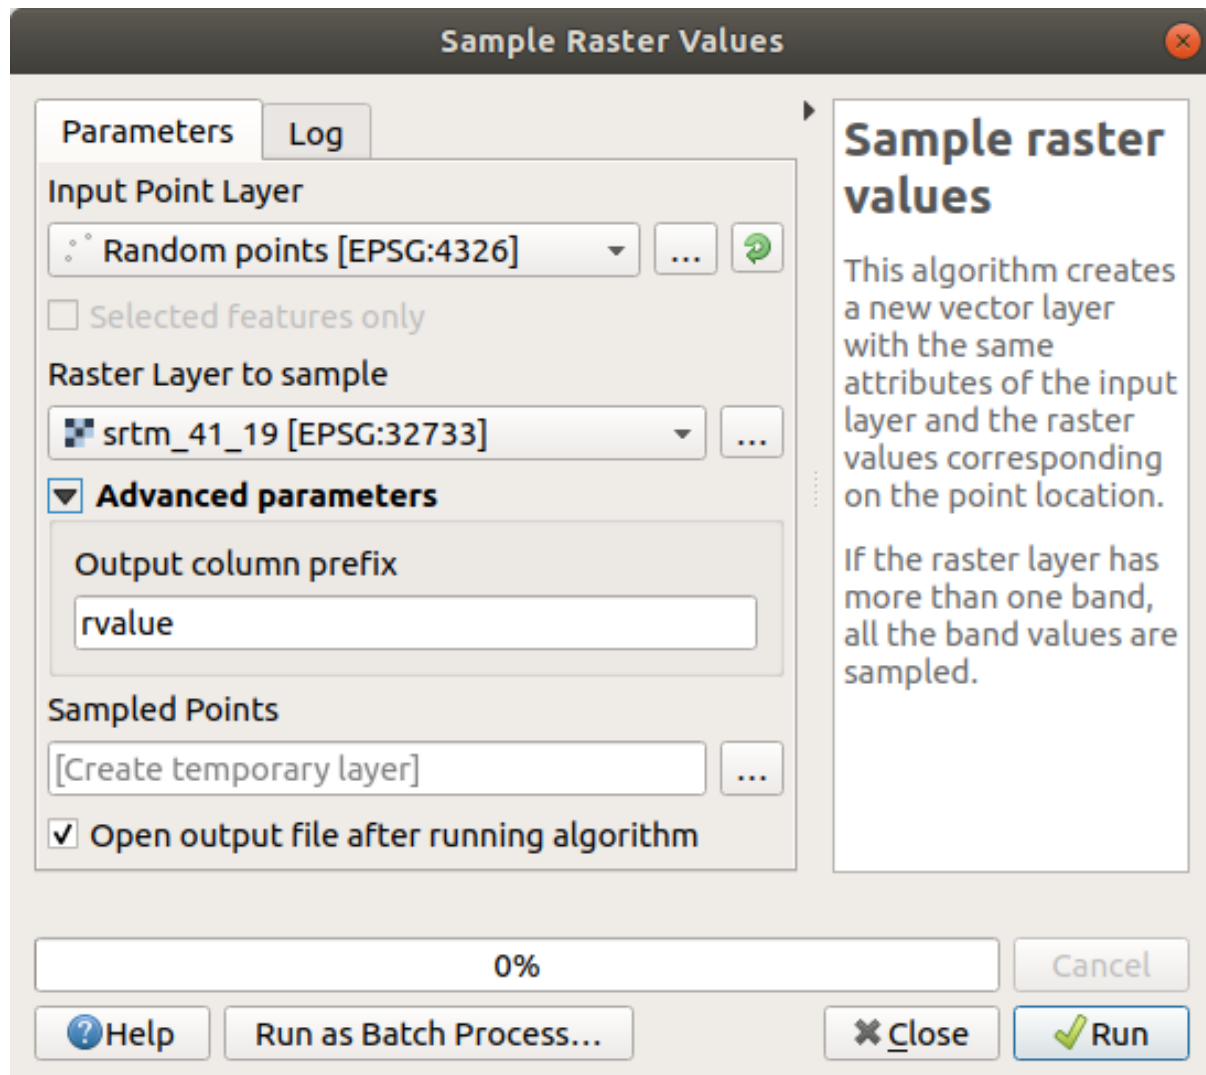 Sample Raster Values
Parameters
Log
Input Point Layer
Random points [EPSG:4326]
...
Selected features only
Raster Layer to sample
srtm_41_19 [EPSG:32733]
...
Advanced parameters
Output column prefix
rvalue
Sampled Points
[Create temporary layer]
...
Open output file after running algorithm
Sample raster
values
This algorithm creates
a new vector layer
with the same
attributes of the input
layer and the raster
values corresponding
on the point location.
If the raster layer has
more than one band,
all the band values are
sampled.
0%
Cancel
Help
Run as Batch Process...
Close
Run